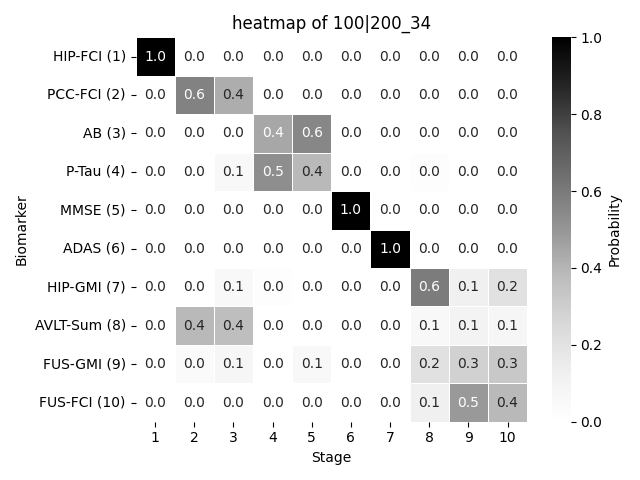 heatmap of 100|200_34
HIP-FCI (1) 1.0 0.0 0.0 0.0 0.0 0.0 0.0 0.0 0.0 0.0
PCC-FCI (2) 0.0 0.6 0.4 0.0 0.0 0.0 0.0 0.0 0.0 0.0
AB (3) 0.0 0.0 0.0 0.4 0.6 0.0 0.0 0.0 0.0 0.0
P-Tau (4) 0.0 0.0 0.1 0.5 0.4 0.0 0.0 0.0 0.0 0.0
MMSE (5) 0.0 0.0 0.0 0.0 0.0 1.0 0.0 0.0 0.0 0.0
ADAS (6) 0.0 0.0 0.0 0.0 0.0 0.0 1.0 0.0 0.0 0.0
HIP-GMI (7) 0.0 0.0 0.1 0.0 0.0 0.0 0.0 0.6 0.1 0.2
AVLT-Sum (8) 0.0 0.4 0.4 0.0 0.0 0.0 0.0 0.1 0.1 0.1
FUS-GMI (9) 0.0 0.0 0.1 0.0 0.1 0.0 0.0 0.2 0.3 0.3
FUS-FCI (10) 0.0 0.0 0.0 0.0 0.0 0.0 0.0 0.1 0.5 0.4
1 2 3 4 5 6 7 8 9 10
Stage
Biomarker
1.0
0.8
0.6
0.4
0.2
0.0
Probability